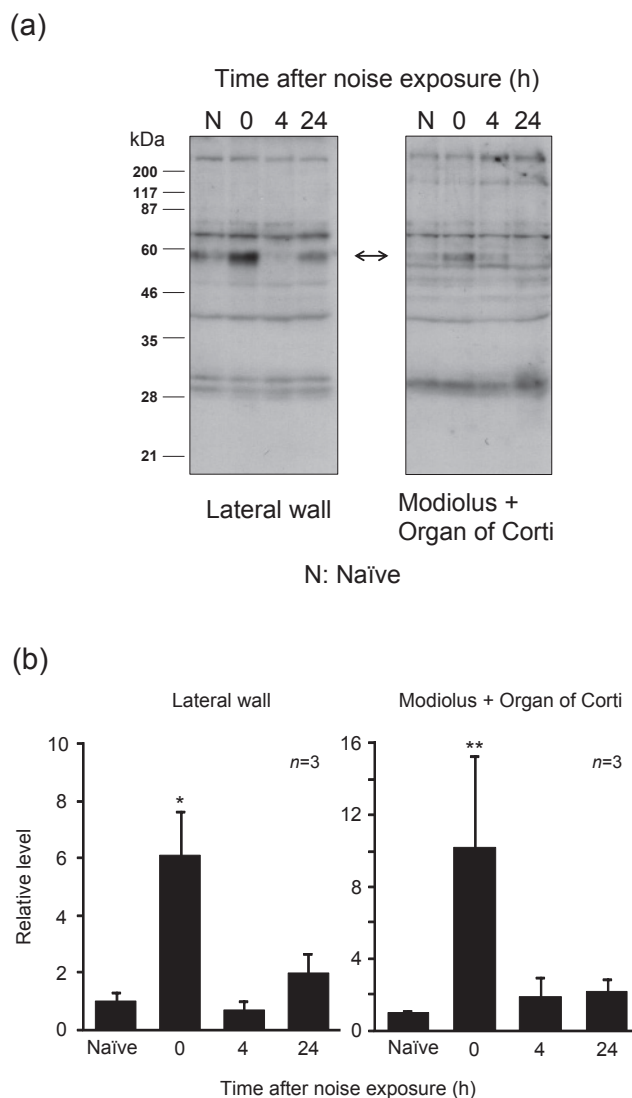 (a)
Time after noise exposure (h)
N 0 4 24 N 0 4 24
kDa
200
117
87
60
46
35
28
21
Lateral wall
Modiolus +
Organ of Corti
N: Naïve
(b)
Lateral wall
Modiolus + Organ of Corti
10
8
6
4
2
0
Relative level
*
n=3
Naïve 0 4 24
16
12
8
4
0
**
n=3
Naïve 0 4 24
Time after noise exposure (h)